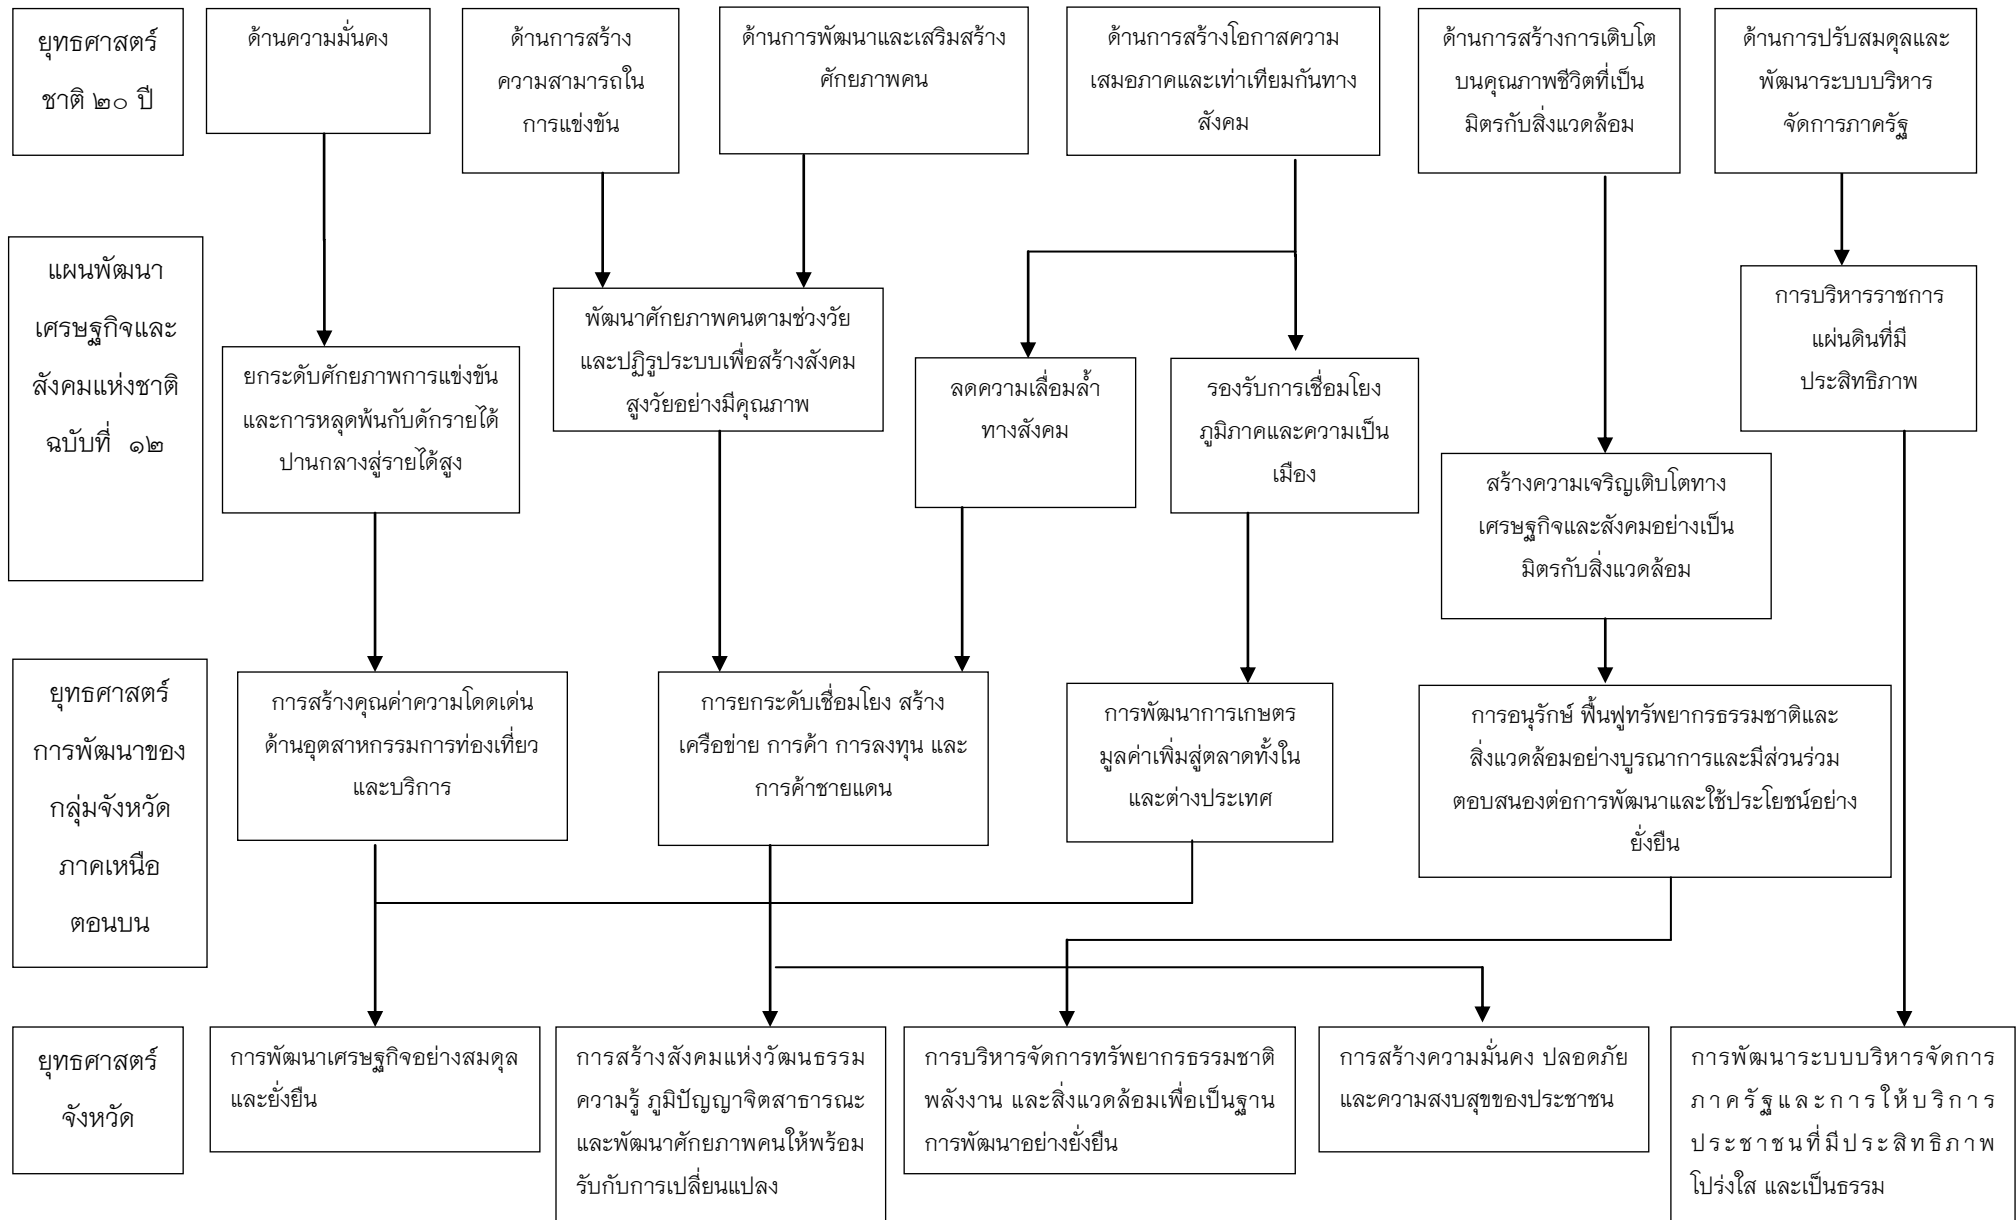 ยุทธศาสตร์
ชาติ ๒๐ ปี
ด้านความมั่นคง
ด้านการสร้าง
ความสามารถใน
การแข่งขัน
ด้านการพัฒนาและเสริมสร้าง
ศักยภาพคน
ด้านการสร้างโอกาสความ
เสมอภาคและเท่าเทียมกันทาง
สังคม
ด้านการสร้างการเติบโต
บนคุณภาพชีวิตที่เป็น
มิตรกับสิ่งแวดล้อม
ด้านการปรับสมดุลและ
พัฒนาระบบบริหาร
จัดการภาครัฐ
แผนพัฒนา
เศรษฐกิจและ
สังคมแห่งชาติ
ฉบับที่ ๑๒
ยกระดับศักยภาพการแข่งขัน
และการหลุดพ้นกับดักรายได้
ปานกลางสู่รายได้สูง
พัฒนาศักยภาพคนตามช่วงวัย
และปฏิรูประบบเพื่อสร้างสังคม
สูงวัยอย่างมีคุณภาพ
ลดความเลื่อมล้ำ
ทางสังคม
รองรับการเชื่อมโยง
ภูมิภาคและความเป็น
เมือง
สร้างความเจริญเติบโตทาง
เศรษฐกิจและสังคมอย่างเป็น
มิตรกับสิ่งแวดล้อม
การบริหารราชการ
แผ่นดินที่มี
ประสิทธิภาพ
ยุทธศาสตร์
การพัฒนาของ
กลุ่มจังหวัด
ภาคเหนือ
ตอนบน
การสร้างคุณค่าความโดดเด่น
ด้านอุตสาหกรรมการท่องเที่ยว
และบริการ
การยกระดับเชื่อมโยง สร้าง
เครือข่าย การค้า การลงทุน และ
การค้าชายแดน
การพัฒนาการเกษตร
มูลค่าเพิ่มสู่ตลาดทั้งใน
และต่างประเทศ
การอนุรักษ์ ฟื้นฟูทรัพยากรธรรมชาติและ
สิ่งแวดล้อมอย่างบูรณาการและมีส่วนร่วม
ตอบสนองต่อการพัฒนาและใช้ประโยชน์อย่าง
ยั่งยืน
ยุทธศาสตร์
จังหวัด
การพัฒนาเศรษฐกิจอย่างสมดุล
และยั่งยืน
การสร้างสังคมแห่งวัฒนธรรม
ความรู้ ภูมิปัญญาจิตสาธารณะ
และพัฒนาศักยภาพคนให้พร้อม
รับกับการเปลี่ยนแปลง
การบริหารจัดการทรัพยากรธรรมชาติ
พลังงาน และสิ่งแวดล้อมเพื่อเป็นฐาน
การพัฒนาอย่างยั่งยืน
การสร้างความมั่นคง ปลอดภัย
และความสงบสุขของประชาชน
การพัฒนาระบบบริหารจัดการ
ภาครัฐและการให้บริการ
ประชาชนที่มีประสิทธิภาพ
โปร่งใส และเป็นธรรม